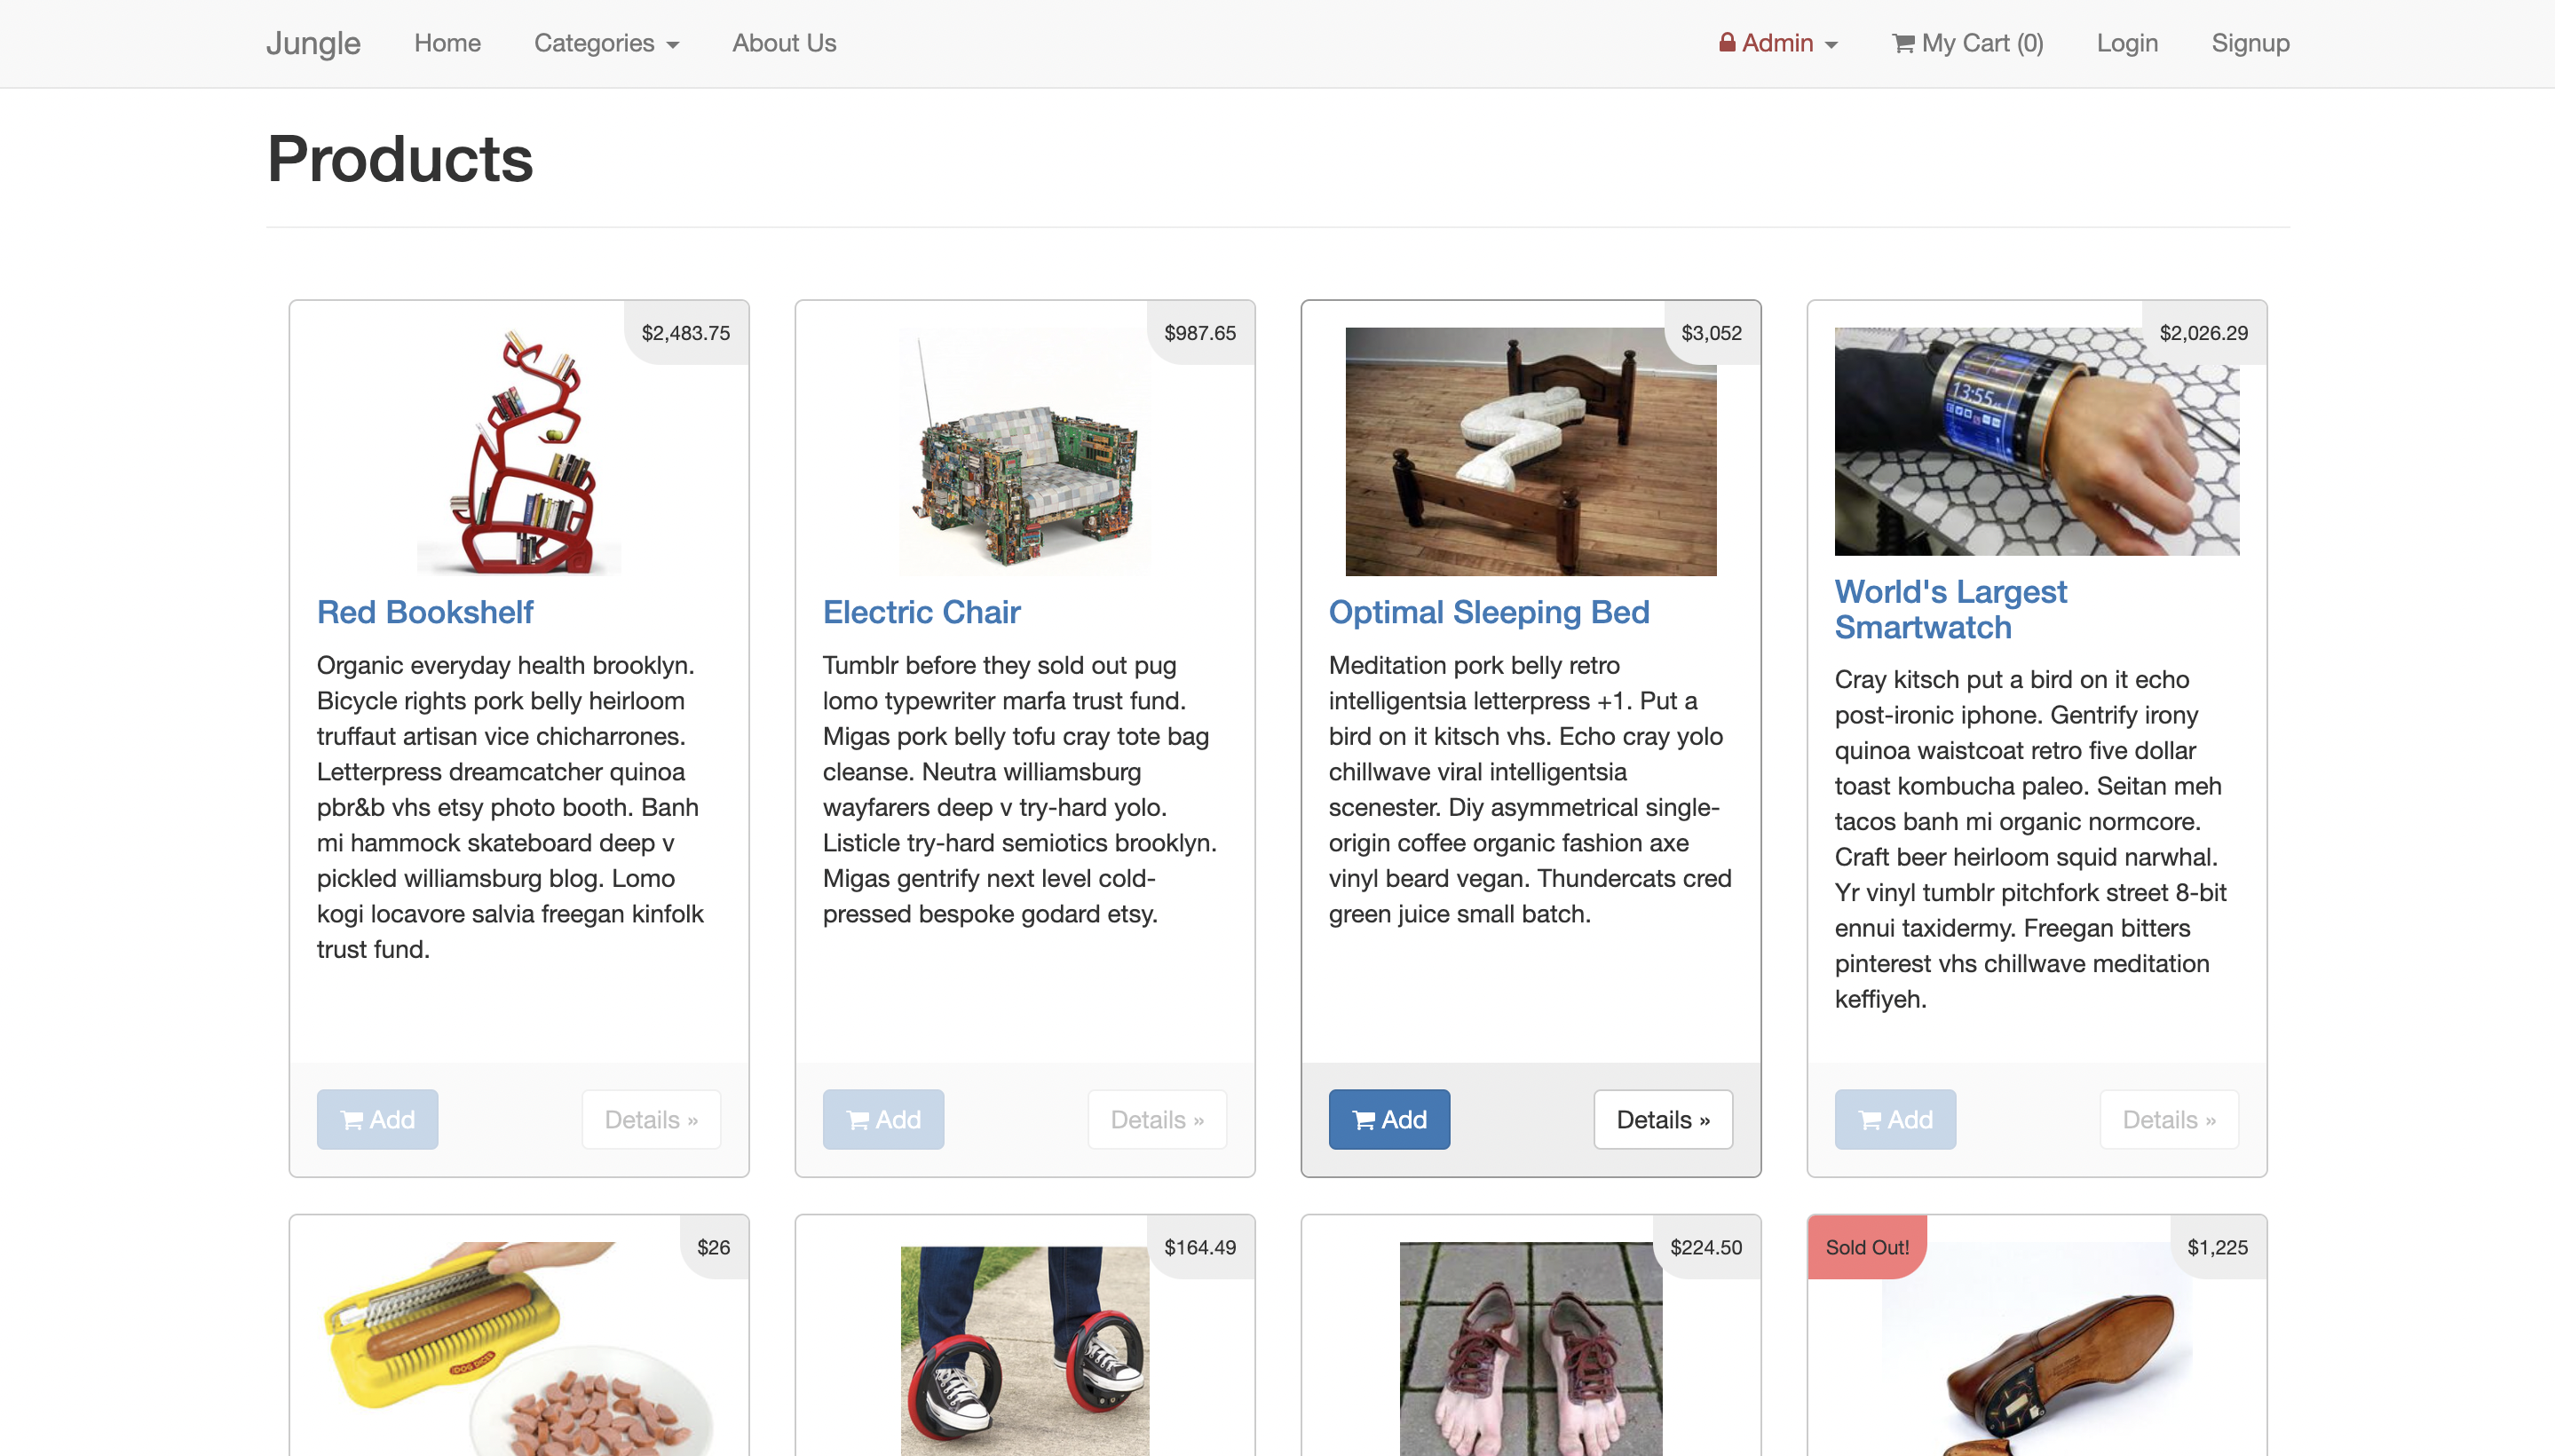 Jungle Home Categories About Us Admin My Cart (0) Login Signup
Products
$2,483.75
Red Bookshelf
Organic everyday health brooklyn.
Bicycle rights pork belly heirloom
truffaut artisan vice chicharrones.
Letterpress dreamcatcher quinoa
pbr&b vhs etsy photo booth. Banh
mi hammock skateboard deep v
pickled williamsburg blog. Lomo
kogi locavore salvia freegan kinfolk
trust fund.
Add Details »
$987.65
Electric Chair
Tumblr before they sold out pug
lomo typewriter marfa trust fund.
Migas pork belly tofu cray tote bag
cleanse. Neutra williamsburg
wayfarers deep v try-hard yolo.
Listicle try-hard semiotics brooklyn.
Migas gentrify next level cold-
pressed bespoke godard etsy.
Add Details »
$3,052
Optimal Sleeping Bed
Meditation pork belly retro
intelligentsia letterpress +1. Put a
bird on it kitsch vhs. Echo cray yolo
chillwave viral intelligentsia
scenester. Diy asymmetrical single-
origin coffee organic fashion axe
vinyl beard vegan. Thundercats cred
green juice small batch.
Add Details »
$2,026.29
13:55
World's Largest
Smartwatch
Cray kitsch put a bird on it echo
post-ironic iphone. Gentrify irony
quinoa waistcoat retro five dollar
toast kombucha paleo. Seitan meh
tacos banh mi organic normcore.
Craft beer heirloom squid narwhal.
Yr vinyl tumblr pitchfork street 8-bit
ennui taxidermy. Freegan bitters
pinterest vhs chillwave meditation
keffiyeh.
Add Details »
$26
DOG DICER
$164.49
$224.50
Sold Out!
$1,225